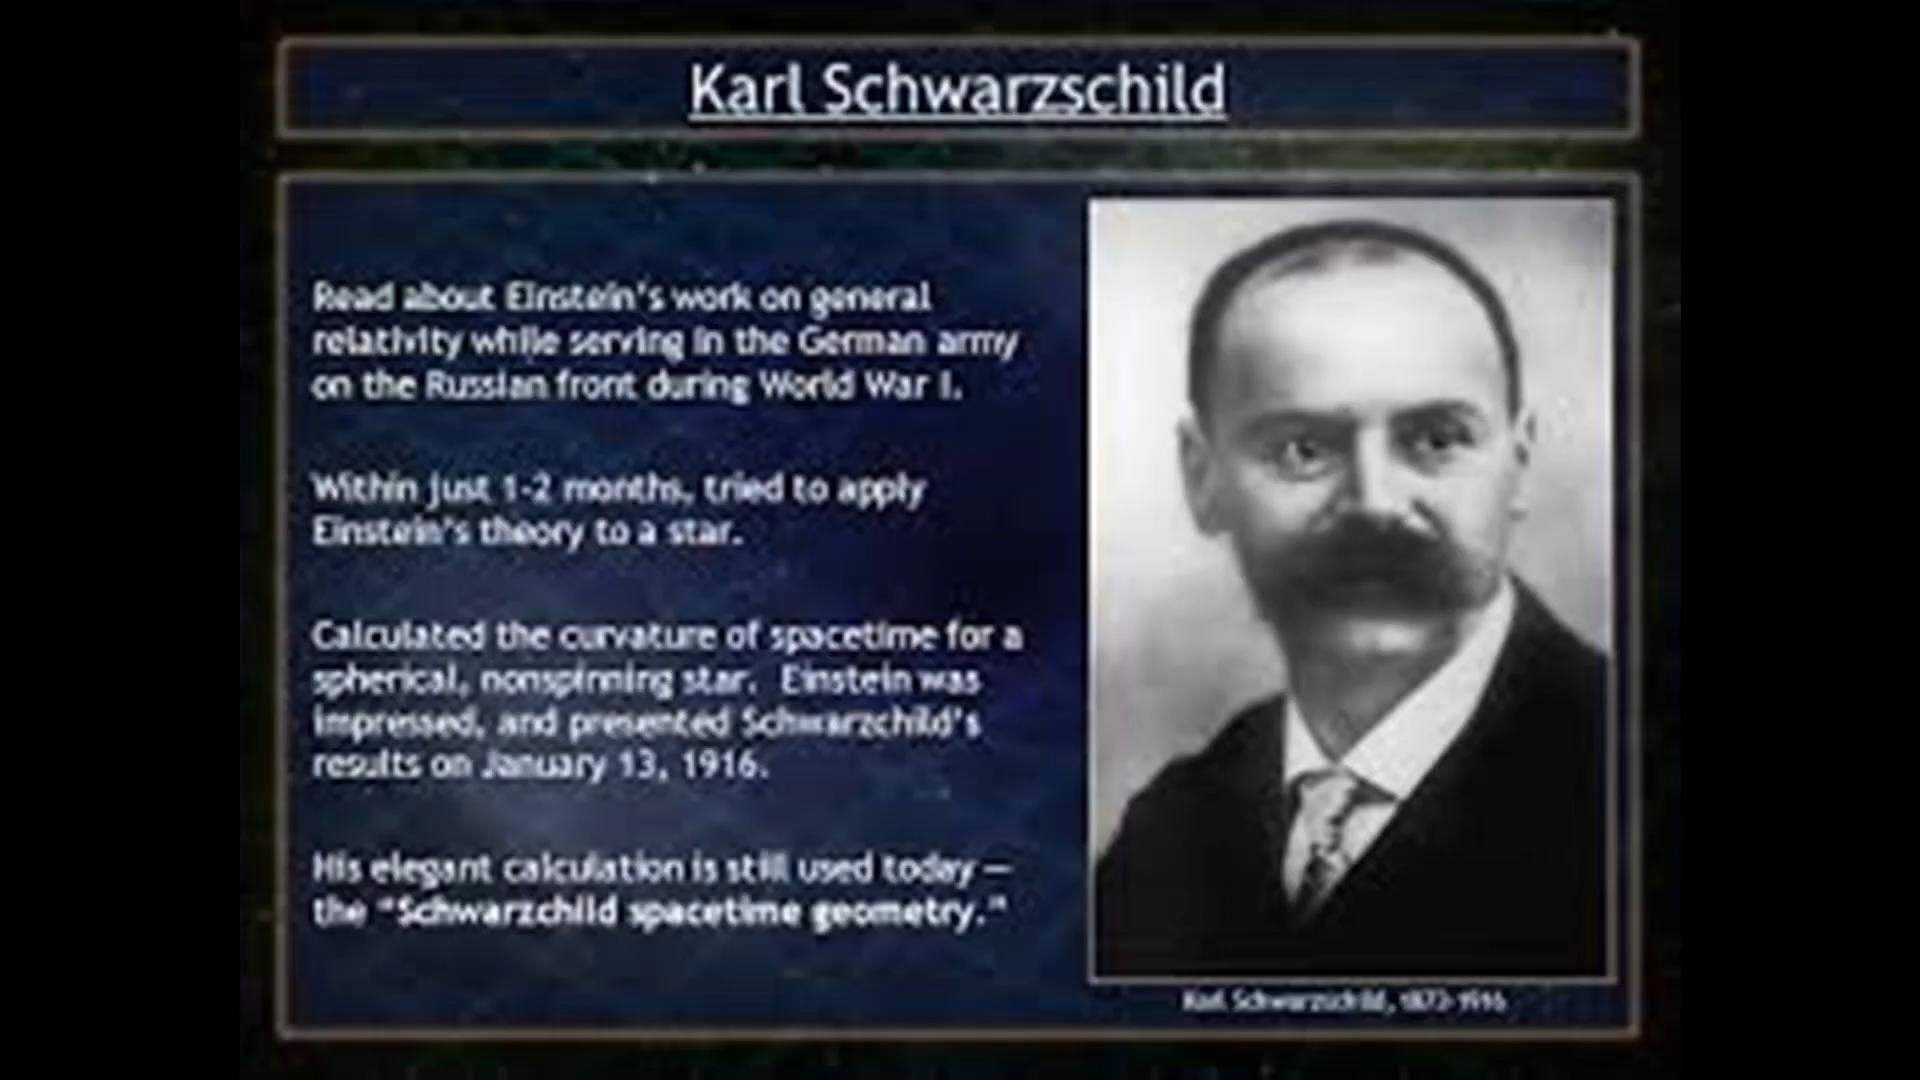 Karl Schwarzschild
Read about Einstein's work on general
relativity while serving in the German army
on the Russian front during World War I.
Within just 1-2 months, tried to apply
Einstein's theory to a star.
Calculated the curvature of spacetime for a
spherical, nonspinning star. Einstein was
impressed, and presented Schwarzchild's
results on January 13, 1916.
His elegant calculation is still used today —
the "Schwarzchild spacetime geometry."
Karl Schwarzschild, 1873-1916